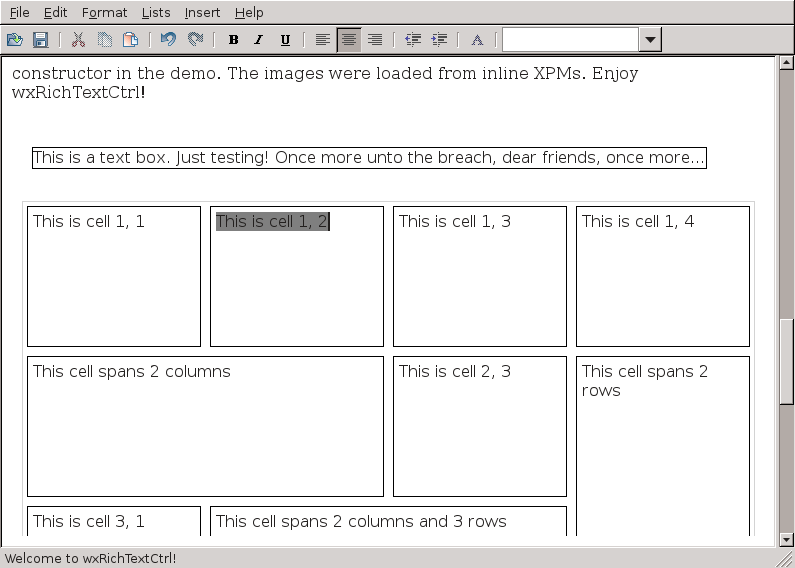 File Edit Format Lists Insert Help
B I U A
constructor in the demo. The images were loaded from inline XPMs. Enjoy
wxRichTextCtrl!
This is a text box. Just testing! Once more unto the breach, dear friends, once more...
This is cell 1, 1
This is cell 1, 2
This is cell 1, 3
This is cell 1, 4
This cell spans 2 columns
This is cell 2, 3
This cell spans 2
rows
This is cell 3, 1
This cell spans 2 columns and 3 rows
Welcome to wxRichTextCtrl!